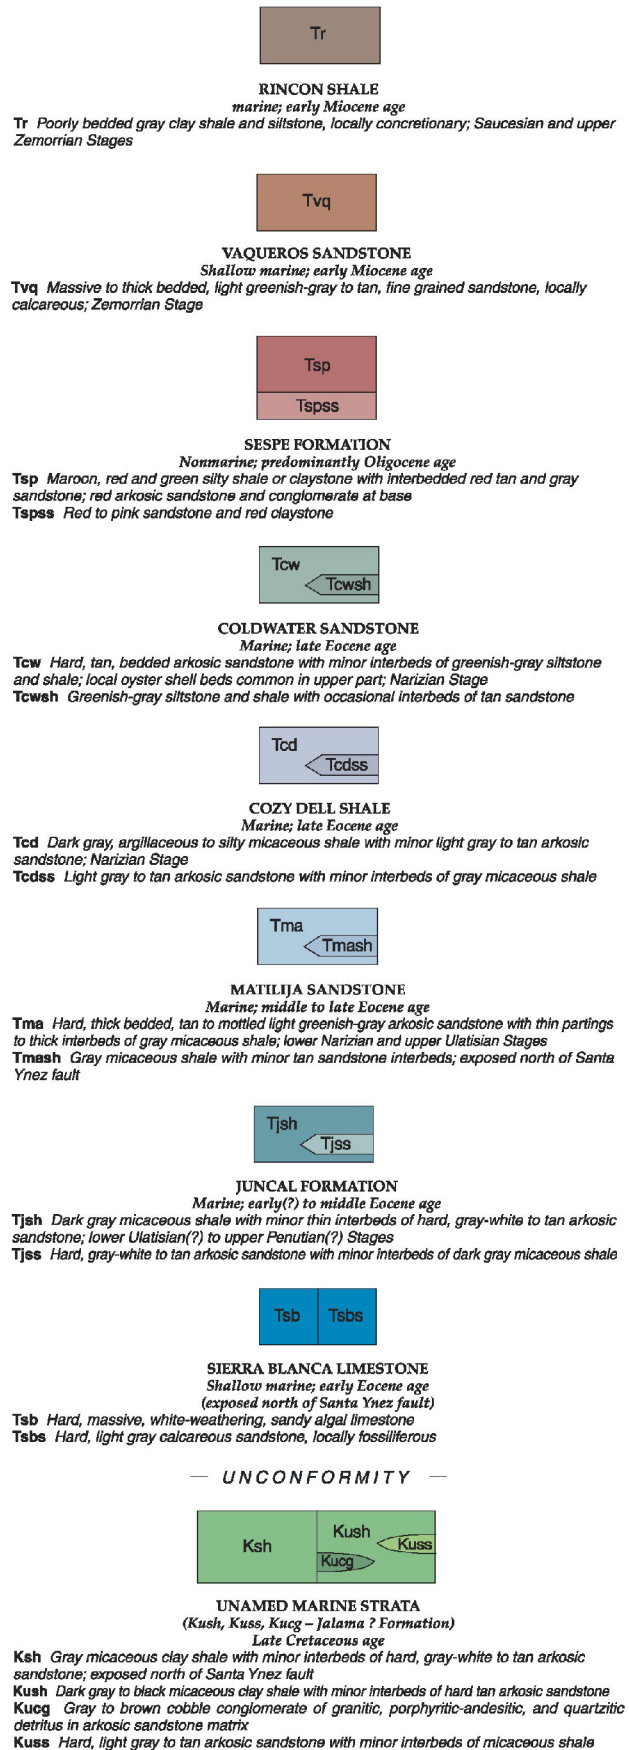 Tr
RINCON SHALE
marine; early Miocene age
Tr Poorly bedded gray clay shale and siltstone, locally concretionary; Saucesian and upper
Zemorrian Stages
Tvq
VAQUEROS SANDSTONE
Shallow marine; early Miocene age
Tvq Massive to thick bedded, light greenish-gray to tan, fine grained sandstone, locally
calcareous; Zemorrian Stage
Tsp
Tspss
SESPE FORMATION
Nonmarine; predominantly Oligocene age
Tsp Maroon, red and green silty shale or claystone with interbedded red tan and gray
sandstone; red arkosic sandstone and conglomerate at base
Tspss Red to pink sandstone and red claystone
Tcw
Tcwsh
COLDWATER SANDSTONE
Marine; late Eocene age
Tcw Hard, tan, bedded arkosic sandstone with minor interbeds of greenish-gray siltstone
and shale; local oyster shell beds common in upper part; Narizian Stage
Tcwsh Greenish-gray siltstone and shale with occasional interbeds of tan sandstone
Tcd
Tcdss
COZY DELL SHALE
Marine; late Eocene age
Tcd Dark gray, argillaceous to silty micaceous shale with minor light gray to tan arkosic
sandstone; Narizian Stage
Tcdss Light gray to tan arkosic sandstone with minor interbeds of gray micaceous shale
Tma
Tmash
MATILIJA SANDSTONE
Marine; middle to late Eocene age
Tma Hard, thick bedded, tan to mottled light greenish-gray arkosic sandstone with thin partings
to thick interbeds of gray micaceous shale; lower Narizian and upper Ulatisian Stages
Tmash Gray micaceous shale with minor tan sandstone interbeds; exposed north of Santa
Ynez fault
Tjsh
Tjss
JUNCAL FORMATION
Marine; early(?) to middle Eocene age
Tjsh Dark gray micaceous shale with minor thin interbeds of hard, gray-white to tan arkosic
sandstone; lower Ulatisian(?) to upper Penutian(?) Stages
Tjss Hard, gray-white to tan arkosic sandstone with minor interbeds of dark gray micaceous shale
Tsb Tsbs
SIERRA BLANCA LIMESTONE
Shallow marine; early Eocene age
(exposed north of Santa Ynez fault)
Tsb Hard, massive, white-weathering, sandy algal limestone
Tsbs Hard, light gray calcareous sandstone, locally fossiliferous
— UNCONFORMITY —
Ksh Kush Kuss
Kucg
UNAMED MARINE STRATA
(Kush, Kuss, Kucg – Jalama ? Formation)
Late Cretaceous age
Ksh Gray micaceous clay shale with minor interbeds of hard, gray-white to tan arkosic
sandstone; exposed north of Santa Ynez fault
Kush Dark gray to black micaceous clay shale with minor interbeds of hard tan arkosic sandstone
Kucg Gray to brown cobble conglomerate of granitic, porphyritic-andesitic, and quartzitic
detritus in arkosic sandstone matrix
Kuss Hard, light gray to tan arkosic sandstone with minor interbeds of micaceous shale